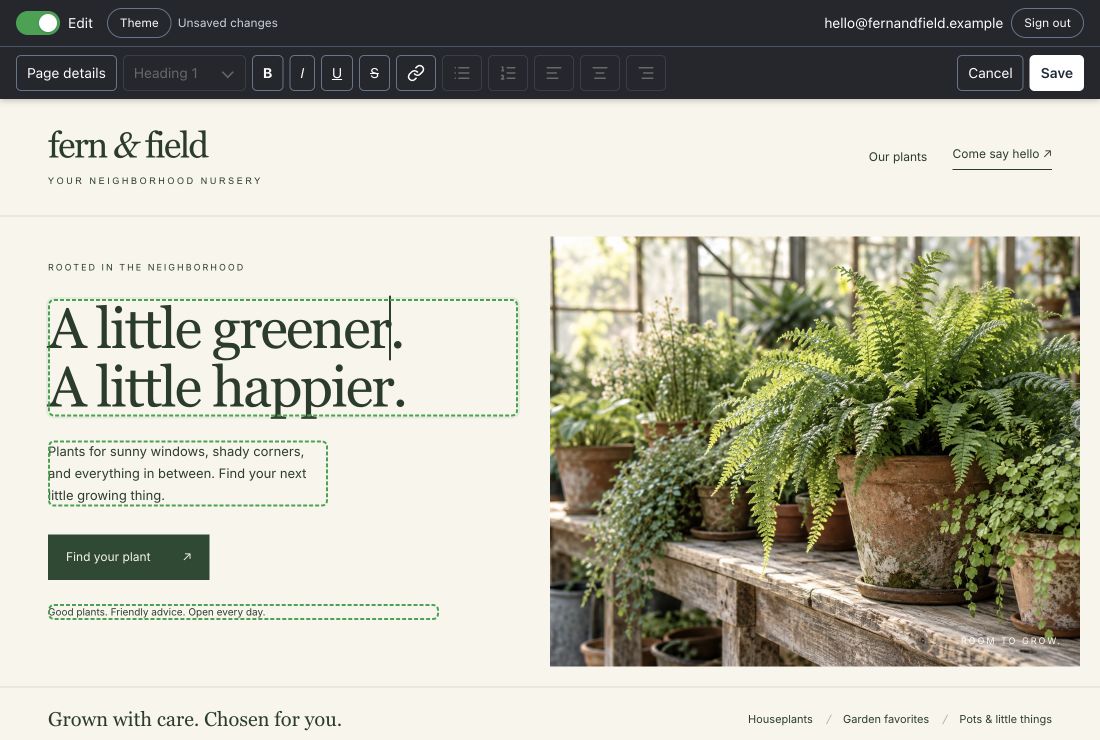 Edit
Theme
Unsaved changes
hello@fernandfield.example
Sign out
Page details
Heading 1
B
I
U
S
Cancel
Save
fern & field
YOUR NEIGHBORHOOD NURSERY
Our plants
Come say hello ↗
ROOTED IN THE NEIGHBORHOOD
A little greener.
A little happier.
Plants for sunny windows, shady corners,
and everything in between. Find your next
little growing thing.
Find your plant ↗
Good plants. Friendly advice. Open every day.
ROOM TO GROW.
Grown with care. Chosen for you.
Houseplants / Garden favorites / Pots & little things